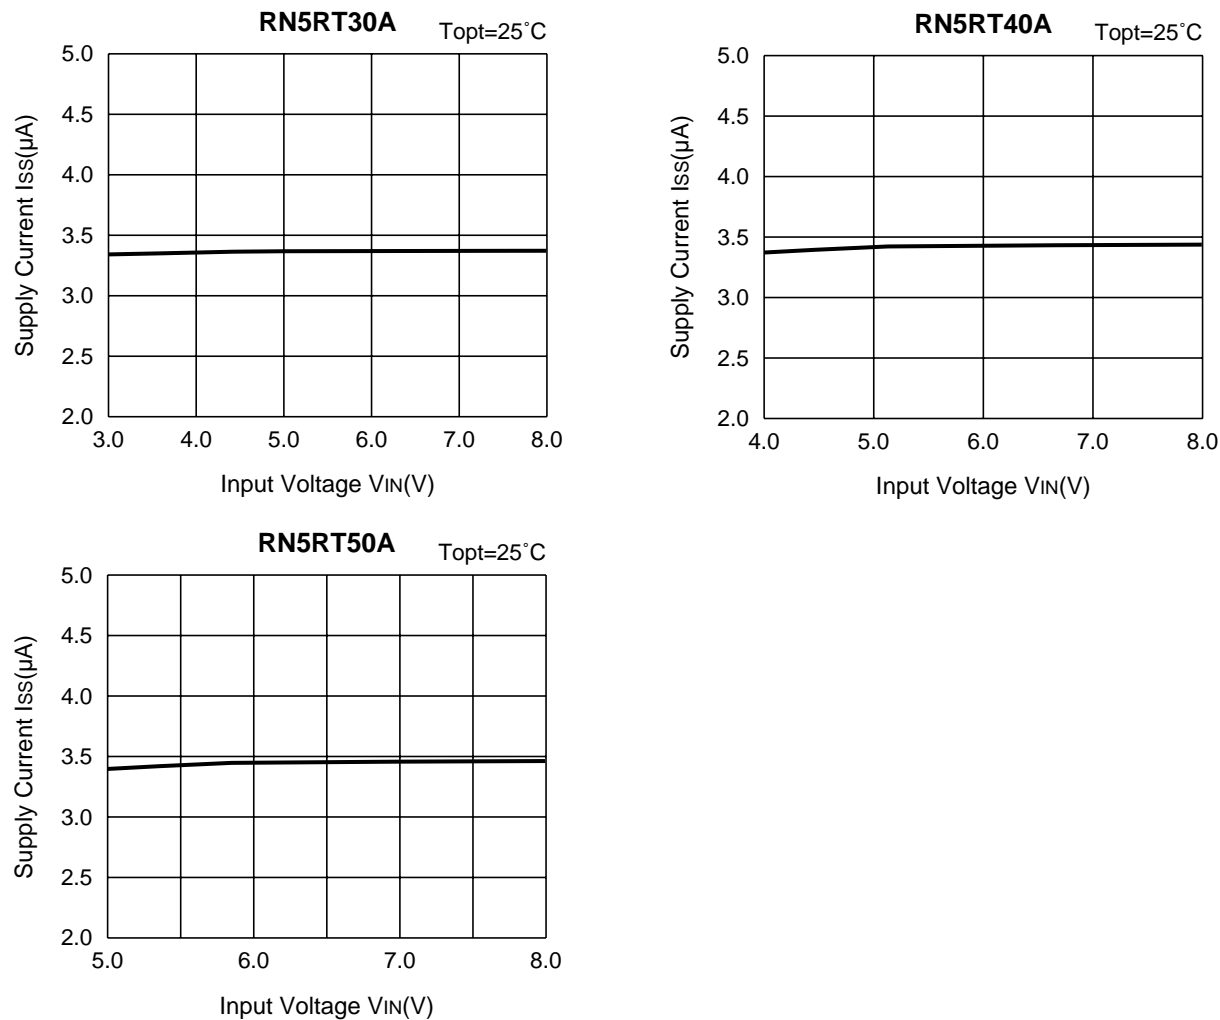 RN5RT30A
Topt=25˚C
Supply Current ISS(µA)
5.0
4.5
4.0
3.5
3.0
2.5
2.0
3.0 4.0 5.0 6.0 7.0 8.0
Input Voltage VIN(V)
RN5RT40A
Topt=25˚C
Supply Current ISS(µA)
5.0
4.5
4.0
3.5
3.0
2.5
2.0
4.0 5.0 6.0 7.0 8.0
Input Voltage VIN(V)
RN5RT50A
Topt=25˚C
Supply Current ISS(µA)
5.0
4.5
4.0
3.5
3.0
2.5
2.0
5.0 6.0 7.0 8.0
Input Voltage VIN(V)